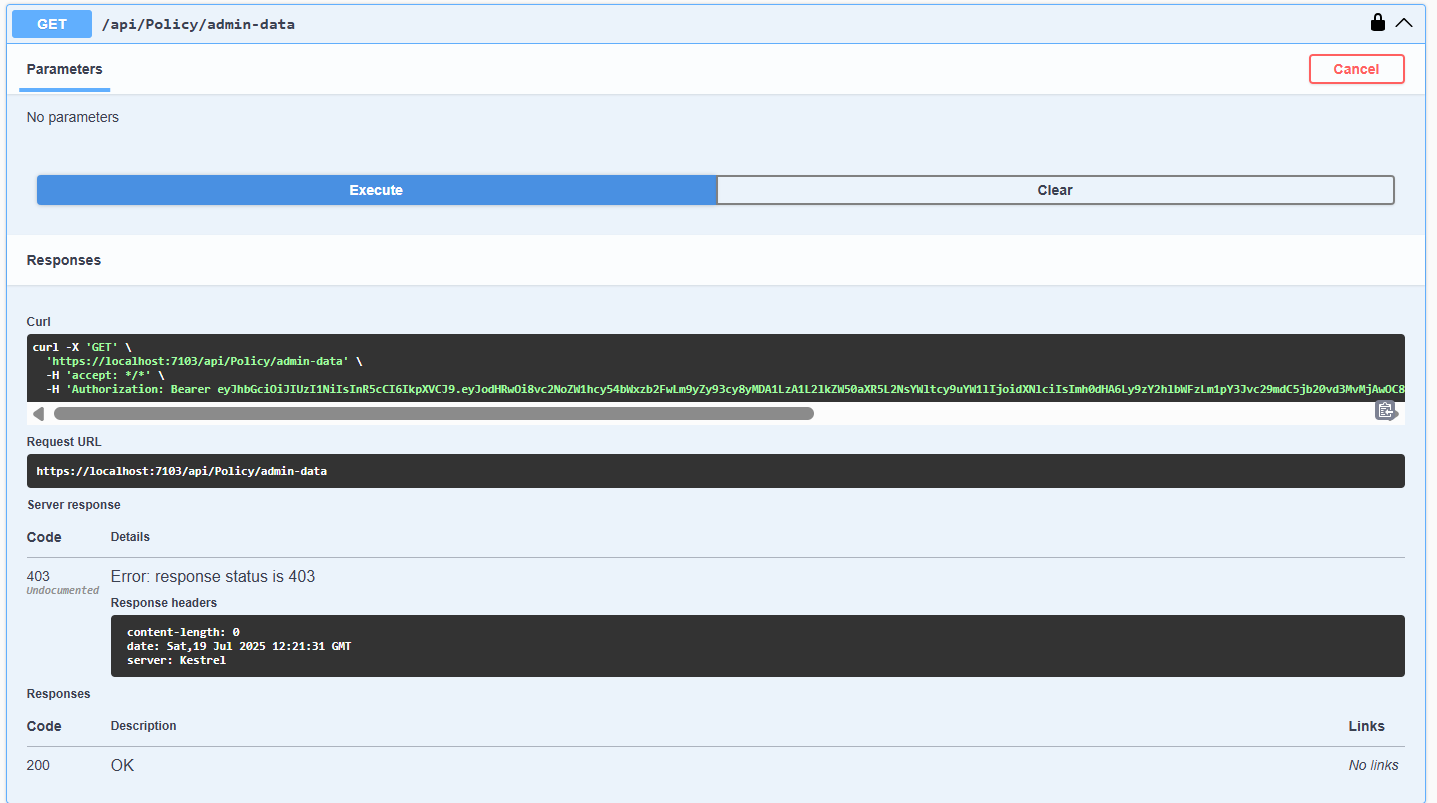 GET /api/Policy/admin-data
Parameters
Cancel
No parameters
Execute
Clear
Responses
Curl
curl -X 'GET' \
'https://localhost:7103/api/Policy/admin-data' \
-H 'accept: */*' \
-H 'Authorization: Bearer eyJhbGciOiJIUzI1NiIsInR5cCI6IkpXVCJ9.eyJodHRwOi8vc2NoZW1hcy54bWxzb2FwLm9yZy93cy8yMDA1LzA1L2lkZW50aXR5L2NsYWltcy9uYW1lIjoidXNlciIsImh0dHA6Ly9zY2hlbWFzLm1pY3Jvc29mdC5jb20vd3MvMjAwOC8
Request URL
https://localhost:7103/api/Policy/admin-data
Server response
Code Details
403 Error: response status is 403
Undocumented
Response headers
content-length: 0
date: Sat,19 Jul 2025 12:21:31 GMT
server: Kestrel
Responses
Code Description Links
200 OK No links